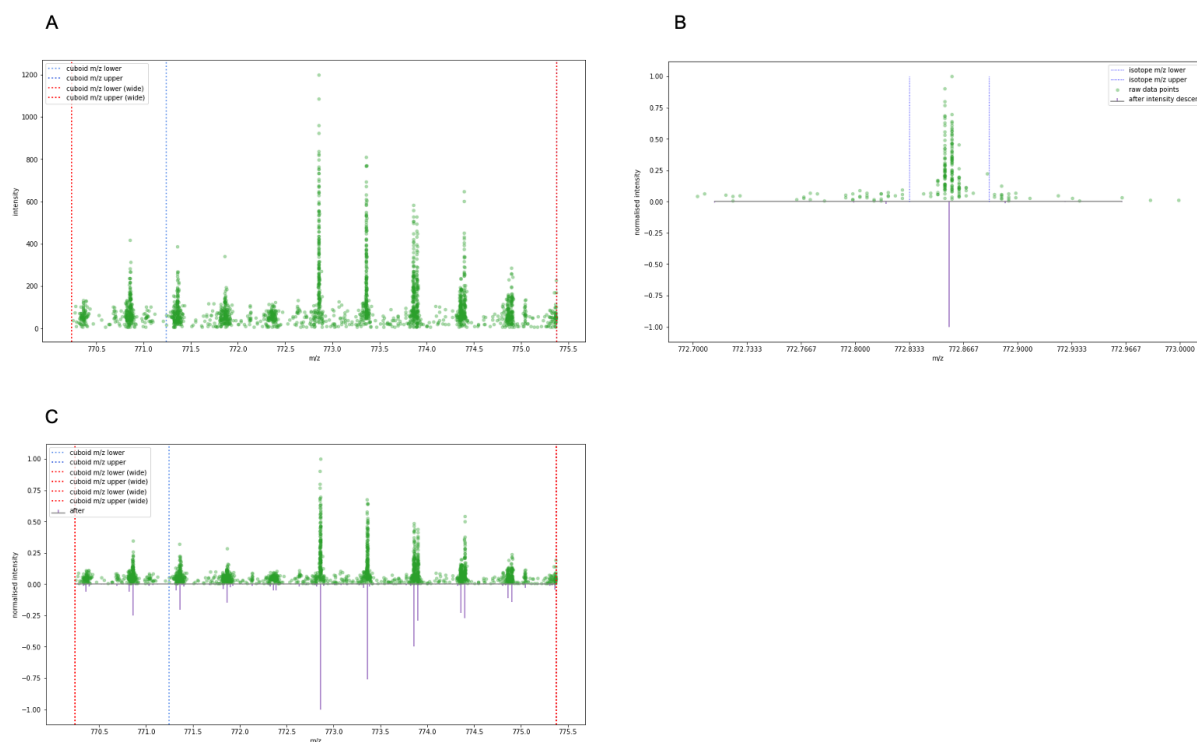 A
cuboid m/z lower
cuboid m/z upper
cuboid m/z lower (wide)
cuboid m/z upper (wide)
intensity
1200
1000
800
600
400
200
0
770.5 771.0 771.5 772.0 772.5 773.0 773.5 774.0 774.5 775.0 775.5
m/z
B
isotope m/z lower
isotope m/z upper
raw data points
after intensity descent
normalised intensity
1.00
0.75
0.50
0.25
0.00
−0.25
−0.50
−0.75
−1.00
772.7000 772.7333 772.7667 772.8000 772.8333 772.8667 772.9000 772.9333 772.9667 773.0000
m/z
C
cuboid m/z lower
cuboid m/z upper
cuboid m/z lower (wide)
cuboid m/z upper (wide)
cuboid m/z lower (wide)
cuboid m/z upper (wide)
after
normalised intensity
1.00
0.75
0.50
0.25
0.00
−0.25
−0.50
−0.75
−1.00
770.5 771.0 771.5 772.0 772.5 773.0 773.5 774.0 774.5 775.0 775.5
m/z